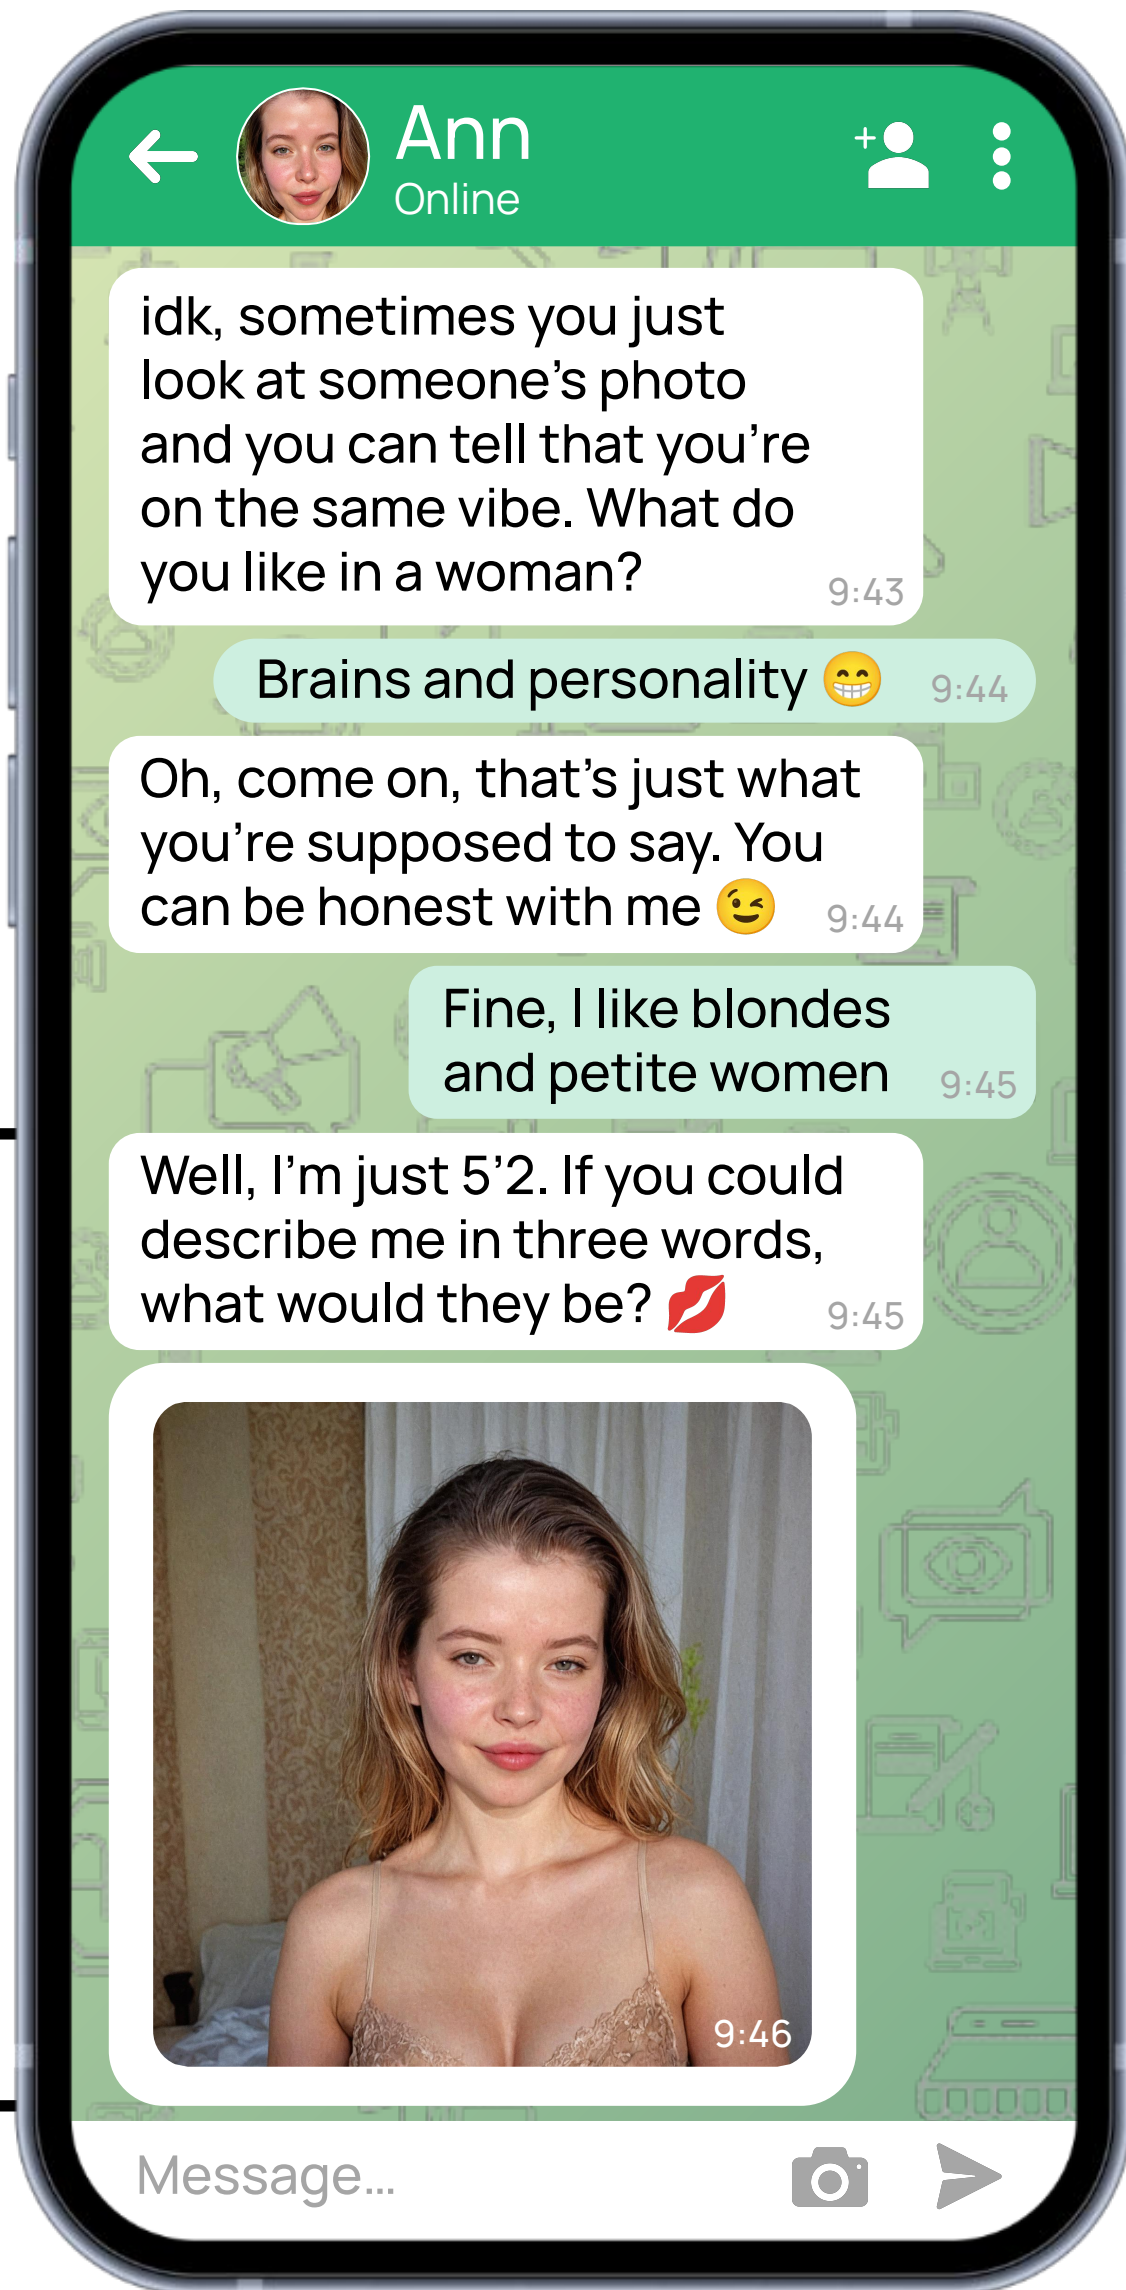 Ann
Online
idk, sometimes you just
look at someone’s photo
and you can tell that you’re
on the same vibe. What do
you like in a woman?
9:43
Brains and personality 😁 9:44
Oh, come on, that’s just what
you’re supposed to say. You
can be honest with me 😉 9:44
Fine, I like blondes
and petite women 9:45
Well, I’m just 5’2. If you could
describe me in three words,
what would they be? 💋 9:45
9:46
Message...